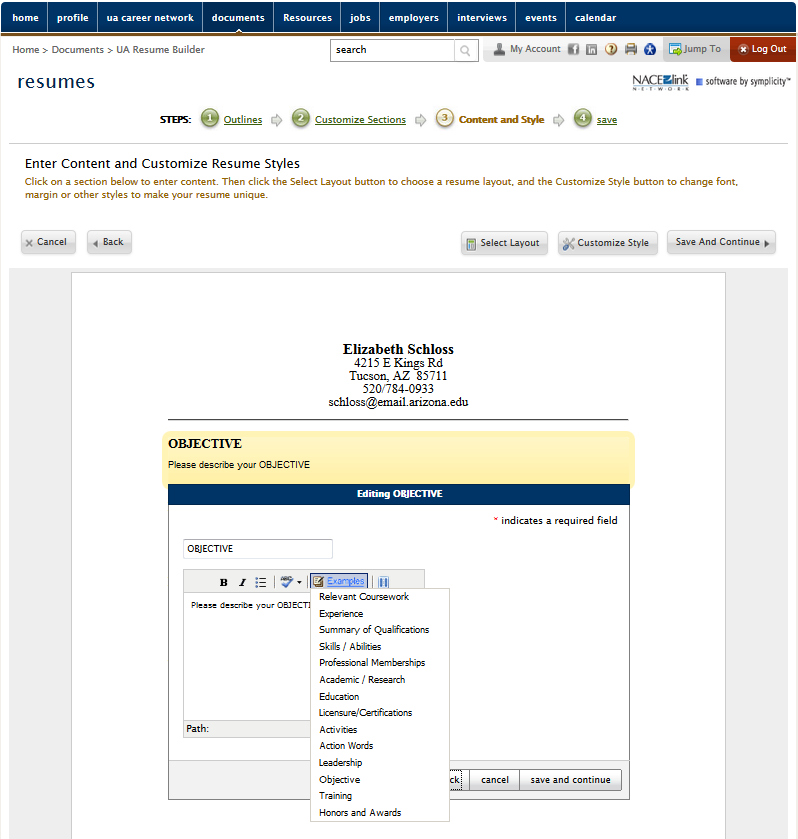 home profile ua career network documents Resources jobs employers interviews events calendar
Home > Documents > UA Resume Builder search My Account Jump To Log Out
resumes NACElink NETWORK software by symplicity™
STEPS: 1 Outlines 2 Customize Sections 3 Content and Style 4 save
Enter Content and Customize Resume Styles
Click on a section below to enter content. Then click the Select Layout button to choose a resume layout, and the Customize Style button to change font,
margin or other styles to make your resume unique.
Cancel Back Select Layout Customize Style Save And Continue
Elizabeth Schloss
4215 E Kings Rd
Tucson, AZ 85711
520/784-0933
schloss@email.arizona.edu
OBJECTIVE
Please describe your OBJECTIVE
Editing OBJECTIVE
* indicates a required field
OBJECTIVE
B I ABC Examples
Please describe your OBJECTI
Relevant Coursework
Experience
Summary of Qualifications
Skills / Abilities
Professional Memberships
Academic / Research
Education
Licensure/Certifications
Path:
Activities
Action Words
Leadership
Objective
Training
Honors and Awards
ck cancel save and continue